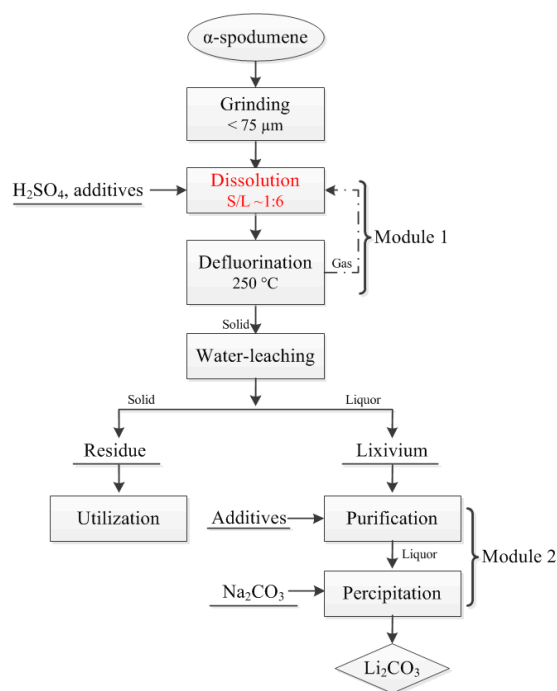 α-spodumene
Grinding
< 75 µm
H₂SO₄, additives
Dissolution
S/L ~1:6
Module 1
Defluorination
250 °C
Gas
Solid
Water-leaching
Solid
Liquor
Residue
Lixivium
Utilization
Additives
Purification
Liquor
Module 2
Na₂CO₃
Percipitation
Li₂CO₃